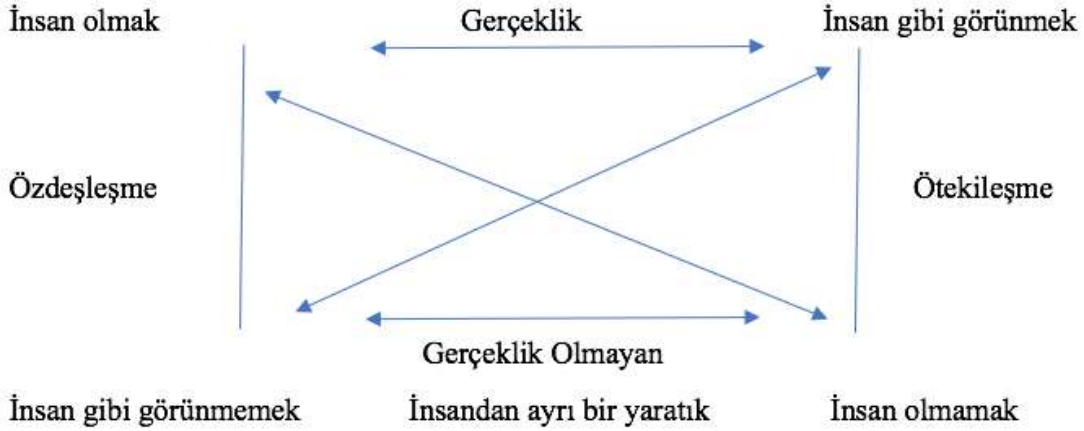 İnsan olmak Gerçeklik İnsan gibi görünmek
Özdeşleşme Ötekileşme
Gerçeklik Olmayan
İnsan gibi görünmemek İnsandan ayrı bir yaratık İnsan olmamak